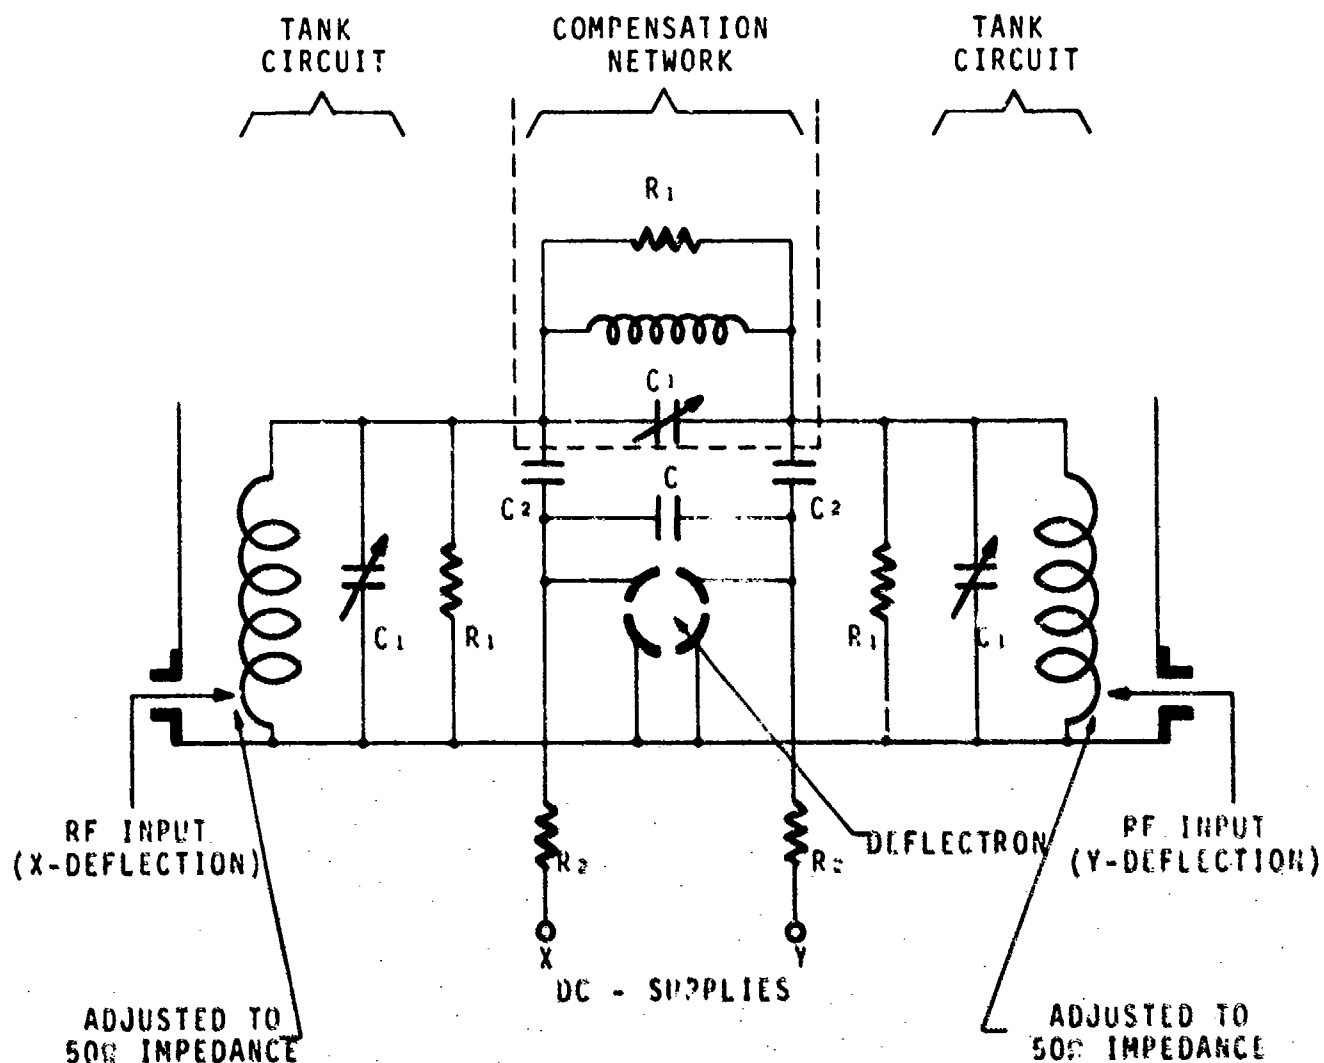 TANK
CIRCUIT
COMPENSATION
NETWORK
TANK
CIRCUIT
R1
C1
C
C2
C2
C1
R1
R1
C1
RF INPUT
(X-DEFLECTION)
R2
R2
DEFLECTRON
RF INPUT
(Y-DEFLECTION)
X
Y
DC - SUPPLIES
ADJUSTED TO
50Ω IMPEDANCE
ADJUSTED TO
50Ω IMPEDANCE